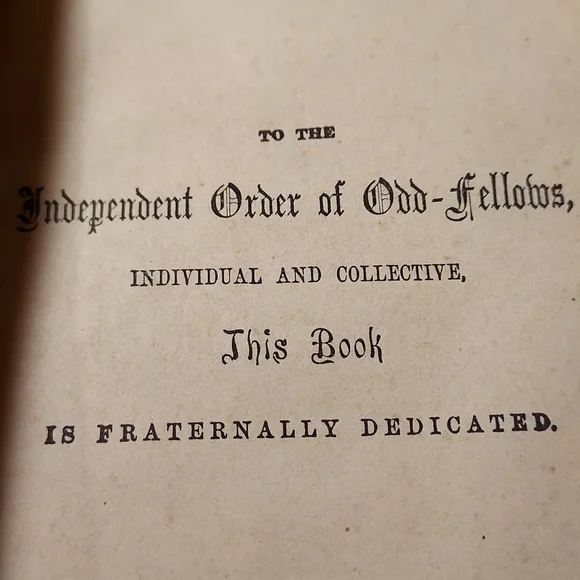 TO THE
Independent Order of Odd-Fellows,
INDIVIDUAL AND COLLECTIVE,
This Book
IS FRATERNALLY DEDICATED.